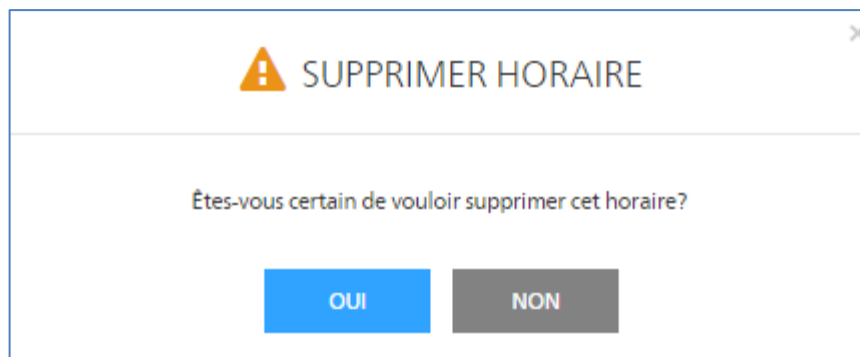 SUPPRIMER HORAIRE
Êtes-vous certain de vouloir supprimer cet horaire?
OUI
NON